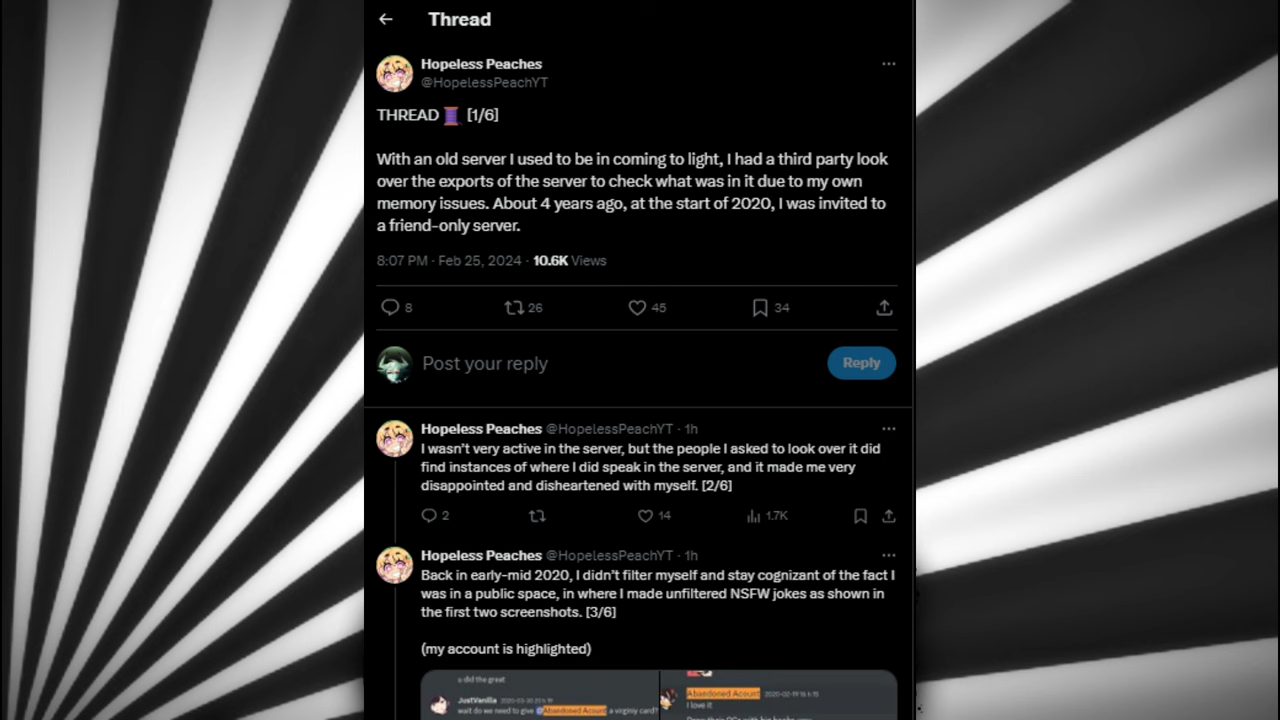 Thread
Hopeless Peaches
@HopelessPeachYT
THREAD 🧵 [1/6]
With an old server I used to be in coming to light, I had a third party look
over the exports of the server to check what was in it due to my own
memory issues. About 4 years ago, at the start of 2020, I was invited to
a friend-only server.
8:07 PM · Feb 25, 2024 · 10.6K Views
8 26 45 34
Post your reply Reply
Hopeless Peaches @HopelessPeachYT · 1h
I wasn't very active in the server, but the people I asked to look over it did
find instances of where I did speak in the server, and it made me very
disappointed and disheartened with myself. [2/6]
2 14 1.7K
Hopeless Peaches @HopelessPeachYT · 1h
Back in early-mid 2020, I didn't filter myself and stay cognizant of the fact I
was in a public space, in where I made unfiltered NSFW jokes as shown in
the first two screenshots. [3/6]
(my account is highlighted)
u did the great
JustVanilla
wait do we need to give @Abandoned Acount a virginiy card?
Abandoned Acount
I love it